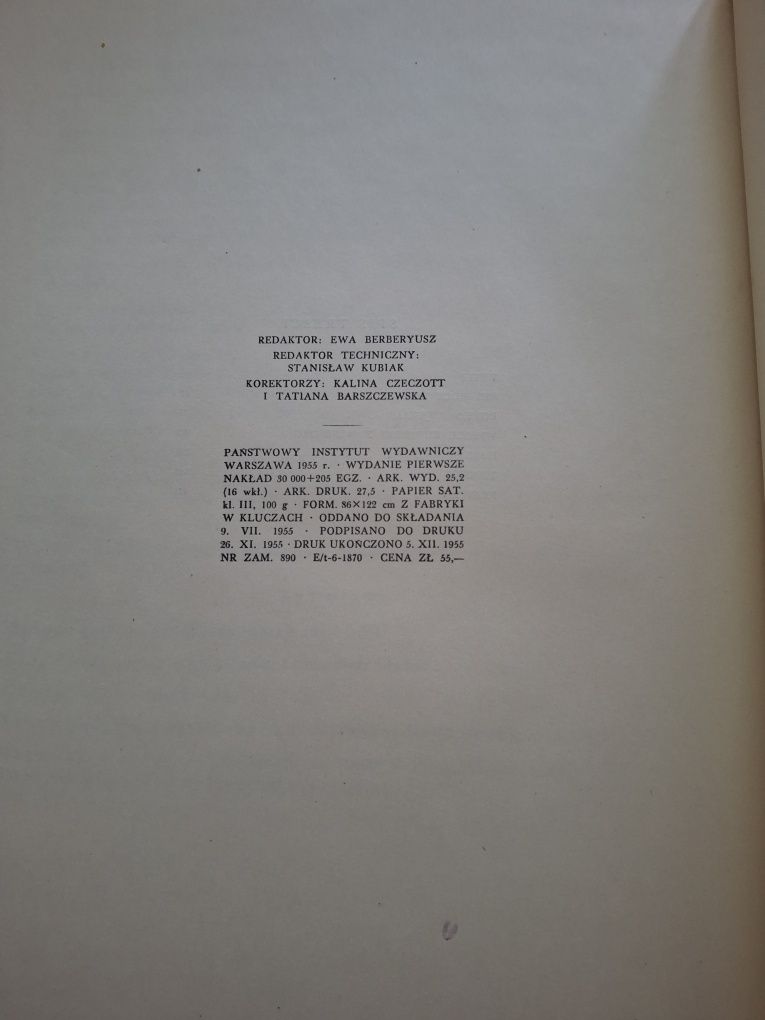 REDAKTOR: EWA BERBERYUSZ
REDAKTOR TECHNICZNY:
STANISŁAW KUBIAK
KOREKTORZY: KALINA CZECZOTT
I TATIANA BARSZCZEWSKA
PAŃSTWOWY INSTYTUT WYDAWNICZY
WARSZAWA 1955 r. · WYDANIE PIERWSZE
NAKŁAD 30 000+205 EGZ. · ARK. WYD. 25,2
(16 wkł.) · ARK. DRUK. 27,5 · PAPIER SAT.
kl. III, 100 g · FORM. 86×122 cm Z FABRYKI
W KLUCZACH · ODDANO DO SKŁADANIA
9. VII. 1955 · PODPISANO DO DRUKU
26. XI. 1955 · DRUK UKOŃCZONO 5. XII. 1955
NR ZAM. 890 · E/t-6-1870 · CENA ZŁ 55,—